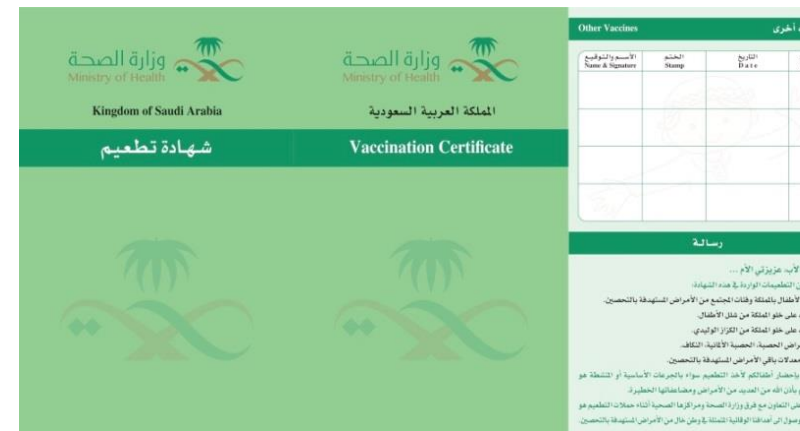 وزارة الصحة
Ministry of Health
Kingdom of Saudi Arabia
شهادة تطعيم
وزارة الصحة
Ministry of Health
المملكة العربية السعودية
Vaccination Certificate
Other Vaccines
أخرى
الأسم والتوقيع
Name & Signature
الختم
Stamp
التاريخ
Date
رسالة
الأب، عزيزتي الأم ...
التطعيمات الواردة في هذه الشهادة:
الأطفال بالمملكة وفئات المجتمع من الأمراض المستهدفة بالتحصين.
على خلو المملكة من شلل الأطفال.
على خلو المملكة من الكزاز الوليدي.
الحصبة، الحصبة الألمانية، النكاف.
معدلات باقي الأمراض المستهدفة بالتحصين.
بإحضار أطفالكم لأخذ التطعيم سواء بالجرعات الأساسية أو المنشطة هو
بأذن الله من العديد من الأمراض ومضاعفاتها الخطيرة.
التعاون مع فرق وزارة الصحة ومراكزها الصحية أثناء حملات التطعيم هو
الى أهدافنا الوقائية المتمثلة في وطن خال من الأمراض المستهدفة بالتحصين.